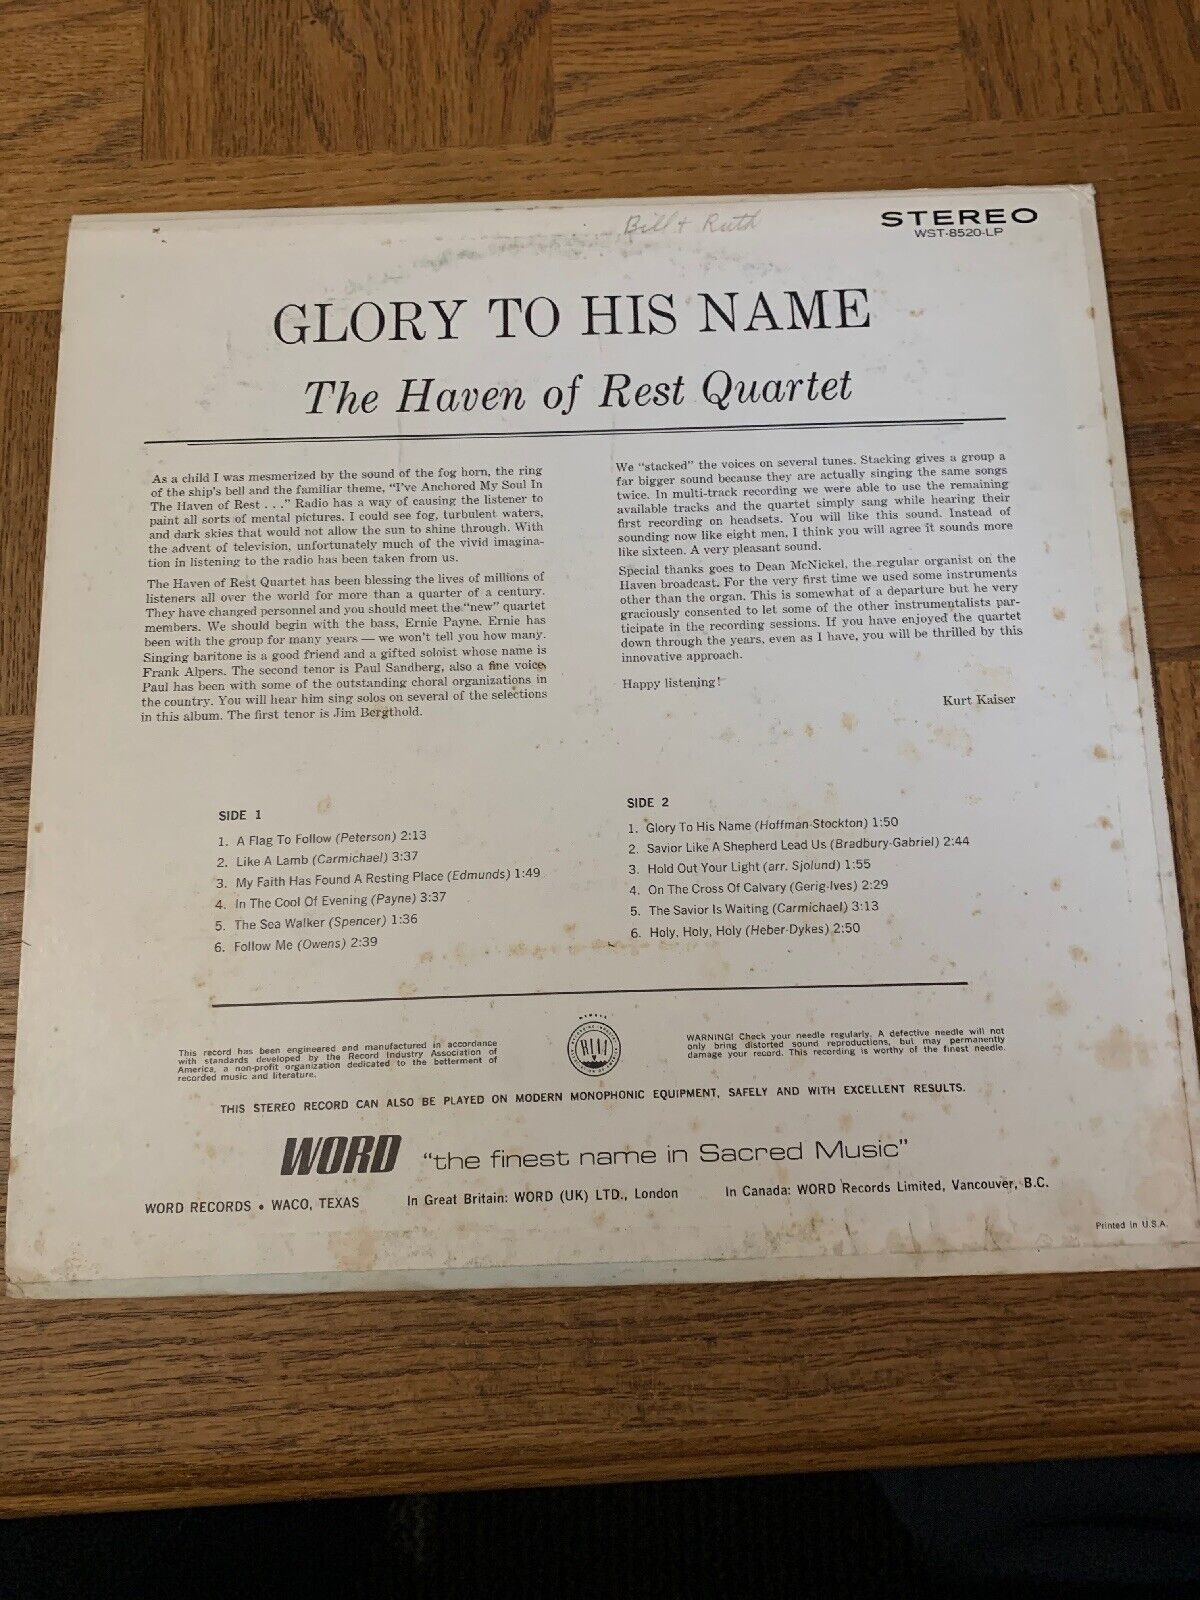 Bill + Ruth
STEREO
WST-8520-LP
GLORY TO HIS NAME
The Haven of Rest Quartet
As a child I was mesmerized by the sound of the fog horn, the ring
of the ship's bell and the familiar theme, "I've Anchored My Soul In
The Haven of Rest . . ." Radio has a way of causing the listener to
paint all sorts of mental pictures. I could see fog, turbulent waters,
and dark skies that would not allow the sun to shine through. With
the advent of television, unfortunately much of the vivid imagina-
tion in listening to the radio has been taken from us.
The Haven of Rest Quartet has been blessing the lives of millions of
listeners all over the world for more than a quarter of a century.
They have changed personnel and you should meet the "new" quartet
members. We should begin with the bass, Ernie Payne. Ernie has
been with the group for many years — we won't tell you how many.
Singing baritone is a good friend and a gifted soloist whose name is
Frank Alpers. The second tenor is Paul Sandberg, also a fine voice.
Paul has been with some of the outstanding choral organizations in
the country. You will hear him sing solos on several of the selections
in this album. The first tenor is Jim Bergthold.
We "stacked" the voices on several tunes. Stacking gives a group a
far bigger sound because they are actually singing the same songs
twice. In multi-track recording we were able to use the remaining
available tracks and the quartet simply sang while hearing their
first recording on headsets. You will like this sound. Instead of
sounding now like eight men, I think you will agree it sounds more
like sixteen. A very pleasant sound.
Special thanks goes to Dean McNickel, the regular organist on the
Haven broadcast. For the very first time we used some instruments
other than the organ. This is somewhat of a departure but he very
graciously consented to let some of the other instrumentalists par-
ticipate in the recording sessions. If you have enjoyed the quartet
down through the years, even as I have, you will be thrilled by this
innovative approach.
Happy listening!
Kurt Kaiser
SIDE 1
1. A Flag To Follow (Peterson) 2:13
2. Like A Lamb (Carmichael) 3:37
3. My Faith Has Found A Resting Place (Edmunds) 1:49
4. In The Cool Of Evening (Payne) 3:37
5. The Sea Walker (Spencer) 1:36
6. Follow Me (Owens) 2:39
SIDE 2
1. Glory To His Name (Hoffman-Stockton) 1:50
2. Savior Like A Shepherd Lead Us (Bradbury-Gabriel) 2:44
3. Hold Out Your Light (arr. Sjolund) 1:55
4. On The Cross Of Calvary (Gerig-Ives) 2:29
5. The Savior Is Waiting (Carmichael) 3:13
6. Holy, Holy, Holy (Heber-Dykes) 2:50
This record has been engineered and manufactured in accordance
with standards developed by the Record Industry Association of
America, a non-profit organization dedicated to the betterment of
recorded music and literature.
RIAA
WARNING! Check your needle regularly. A defective needle will not
only bring distorted sound reproductions, but may permanently
damage your record. This recording is worthy of the finest needle.
THIS STEREO RECORD CAN ALSO BE PLAYED ON MODERN MONOPHONIC EQUIPMENT, SAFELY AND WITH EXCELLENT RESULTS.
WORD "the finest name in Sacred Music"
WORD RECORDS • WACO, TEXAS In Great Britain: WORD (UK) LTD., London In Canada: WORD Records Limited, Vancouver, B.C.
Printed in U.S.A.